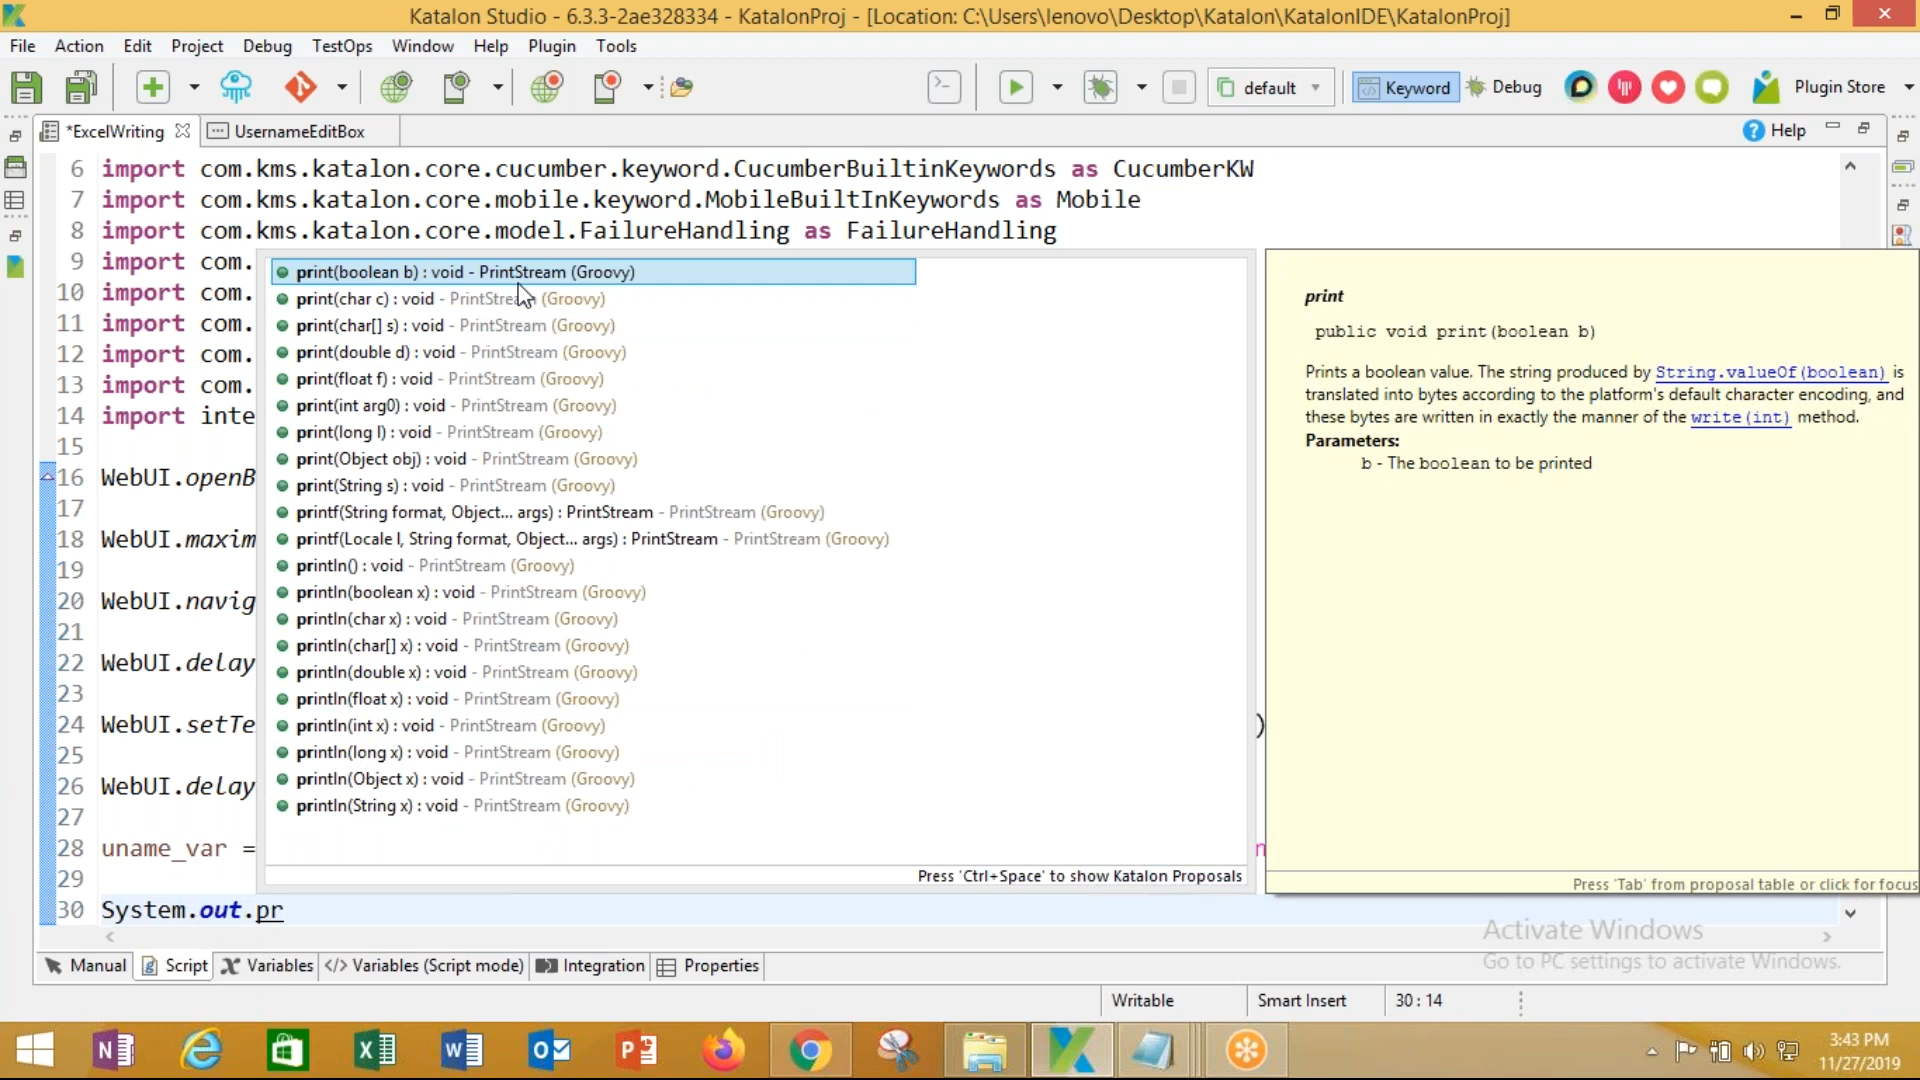 Katalon Studio - 6.3.3-2ae328334 - KatalonProj - [Location: C:\Users\lenovo\Desktop\Katalon\KatalonIDE\KatalonProj]
File Action Edit Project Debug TestOps Window Help Plugin Tools
default Keyword Debug Plugin Store
*ExcelWriting UsernameEditBox Help
6 import com.kms.katalon.core.cucumber.keyword.CucumberBuiltinKeywords as CucumberKW
7 import com.kms.katalon.core.mobile.keyword.MobileBuiltInKeywords as Mobile
8 import com.kms.katalon.core.model.FailureHandling as FailureHandling
9 import com.
10 import com.
11 import com.
12 import com.
13 import com.
14 import inte
15
16 WebUI.openB
17
18 WebUI.maxim
19
20 WebUI.navig
21
22 WebUI.delay
23
24 WebUI.setTe )
25
26 WebUI.delay
27
28 uname_var = n
29
30 System.out.pr
print(boolean b) : void - PrintStream (Groovy)
print(char c) : void - PrintStream (Groovy)
print(char[] s) : void - PrintStream (Groovy)
print(double d) : void - PrintStream (Groovy)
print(float f) : void - PrintStream (Groovy)
print(int arg0) : void - PrintStream (Groovy)
print(long l) : void - PrintStream (Groovy)
print(Object obj) : void - PrintStream (Groovy)
print(String s) : void - PrintStream (Groovy)
printf(String format, Object... args) : PrintStream - PrintStream (Groovy)
printf(Locale l, String format, Object... args) : PrintStream - PrintStream (Groovy)
println() : void - PrintStream (Groovy)
println(boolean x) : void - PrintStream (Groovy)
println(char x) : void - PrintStream (Groovy)
println(char[] x) : void - PrintStream (Groovy)
println(double x) : void - PrintStream (Groovy)
println(float x) : void - PrintStream (Groovy)
println(int x) : void - PrintStream (Groovy)
println(long x) : void - PrintStream (Groovy)
println(Object x) : void - PrintStream (Groovy)
println(String x) : void - PrintStream (Groovy)
Press 'Ctrl+Space' to show Katalon Proposals
print
public void print(boolean b)
Prints a boolean value. The string produced by String.valueOf(boolean) is
translated into bytes according to the platform's default character encoding, and
these bytes are written in exactly the manner of the write(int) method.
Parameters:
b - The boolean to be printed
Press 'Tab' from proposal table or click for focus
Activate Windows
Go to PC settings to activate Windows.
Manual Script Variables </> Variables (Script mode) Integration Properties
Writable Smart Insert 30 : 14
3:43 PM
11/27/2019